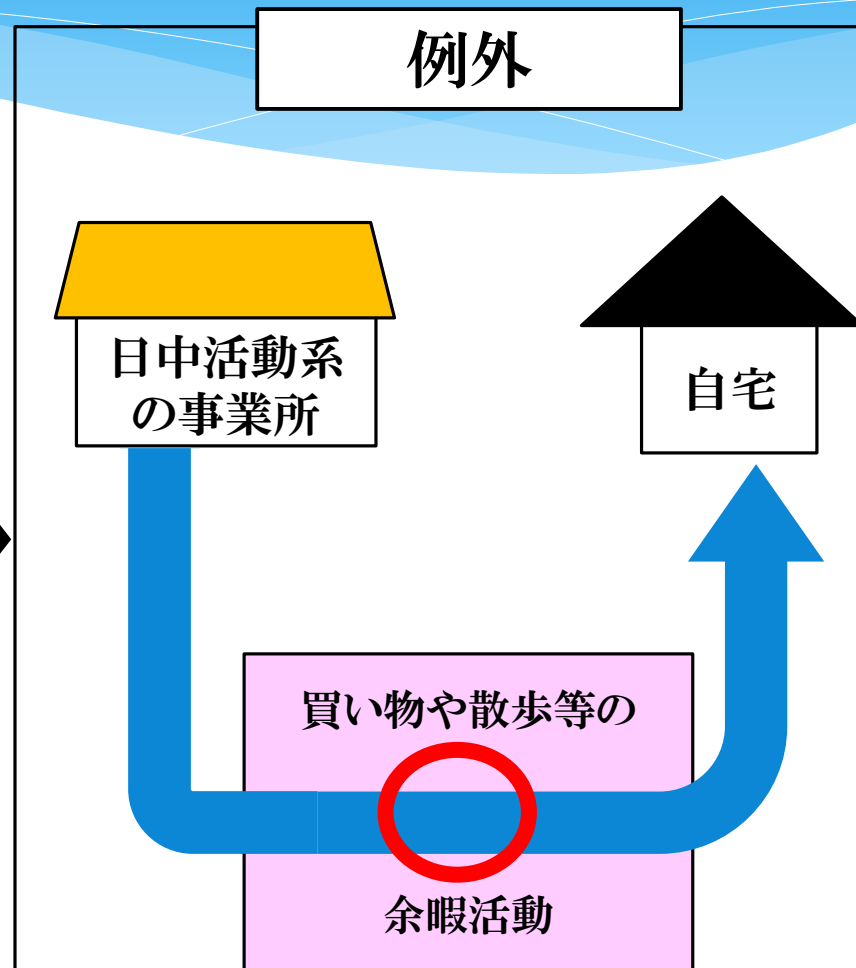 例外
日中活動系
の事業所
自宅
買い物や散歩等の
余暇活動